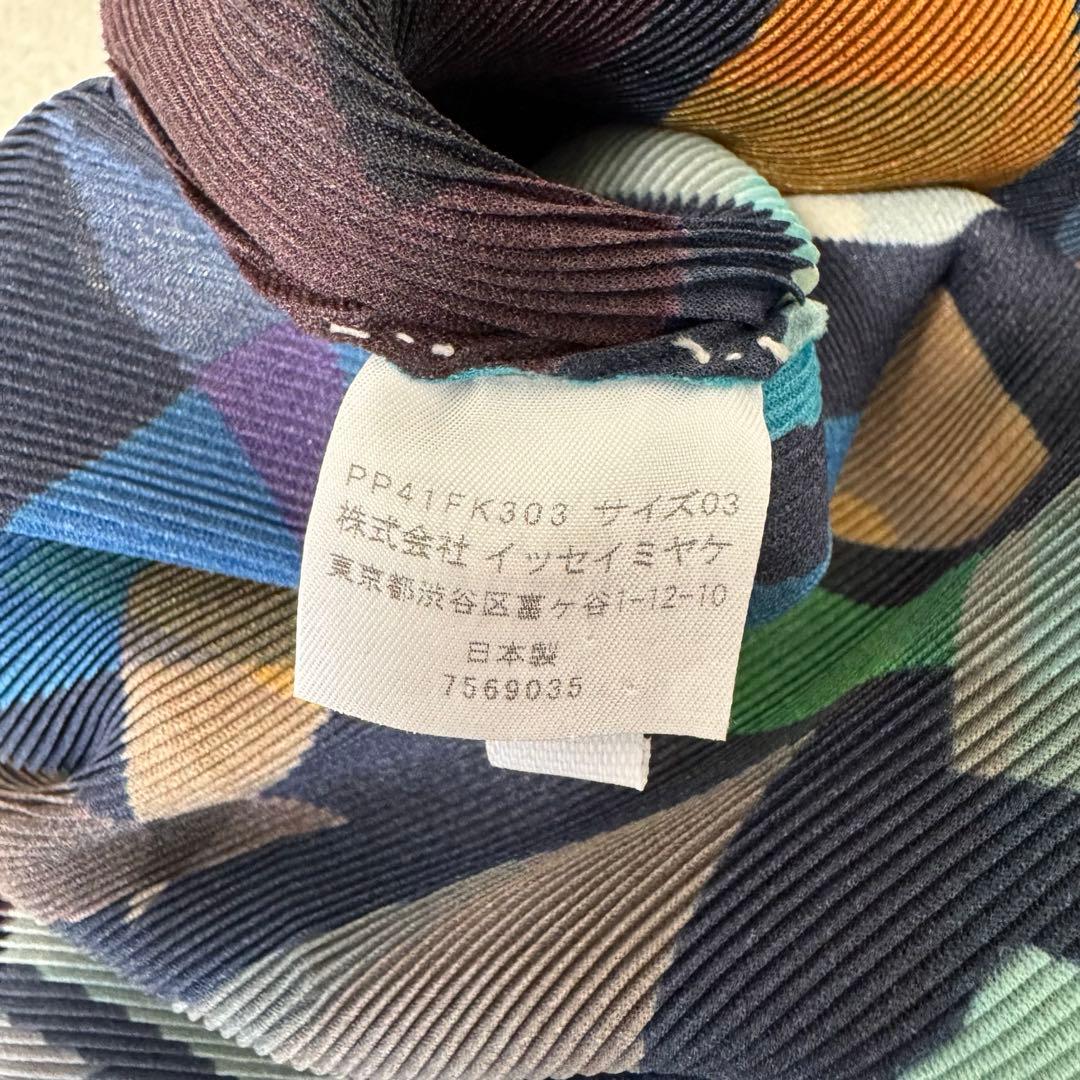 PP41FK303 サイズ03
株式会社 イッセイミヤケ
東京都渋谷区富ヶ谷1-12-10
日本製
7569035